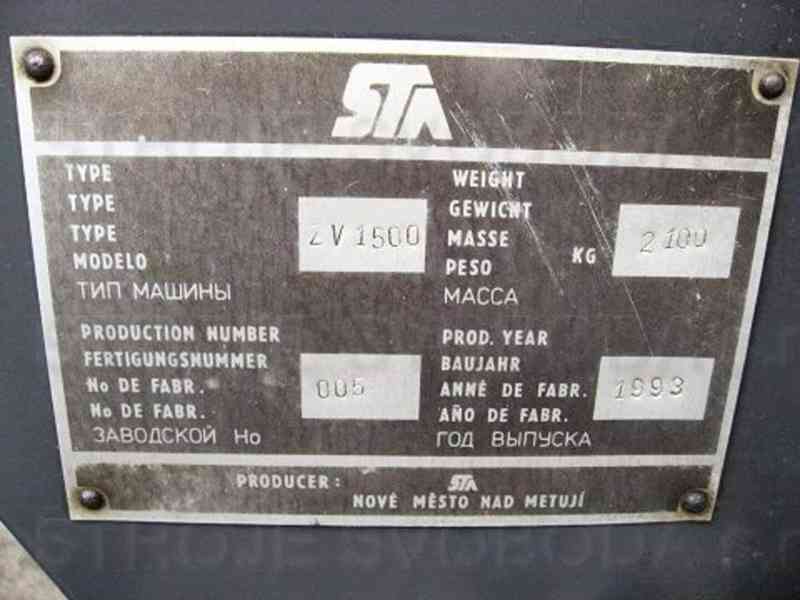 STA
TYPE
TYPE
TYPE
MODELO
ТИП МАШИНЫ
ZV 1500
WEIGHT
GEWICHT
MASSE
PESO
МАССА
KG
2100
PRODUCTION NUMBER
FERTIGUNGSNUMMER
No DE FABR.
No DE FABR.
ЗАВОДСКОЙ Но
005
PROD. YEAR
BAUJAHR
ANNÉ DE FABR.
AÑO DE FABR.
ГОД ВЫПУСКА
1993
PRODUCER: STA
NOVÉ MĚSTO NAD METUJÍ
STROJE SVOBODA